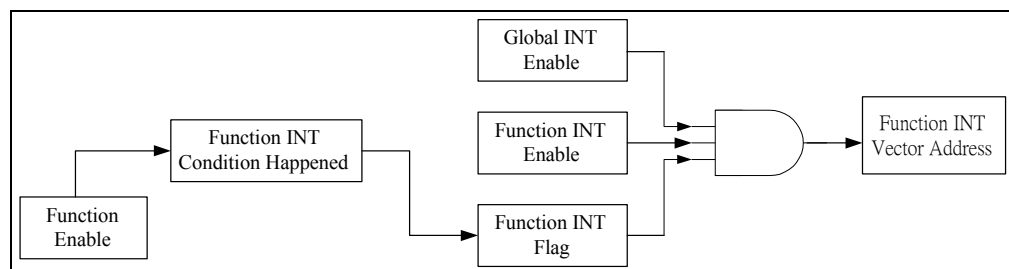 Global INT
Enable
Function INT
Condition Happened
Function INT
Enable
Function INT
Vector Address
Function
Enable
Function INT
Flag